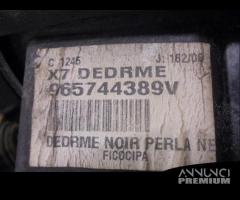 C 1245 J: 162/09
X7 DEDRME
965744389V
DEDRME NOIR PERLA NE
FICOCIPA
ANNUNCI
PREMIUM